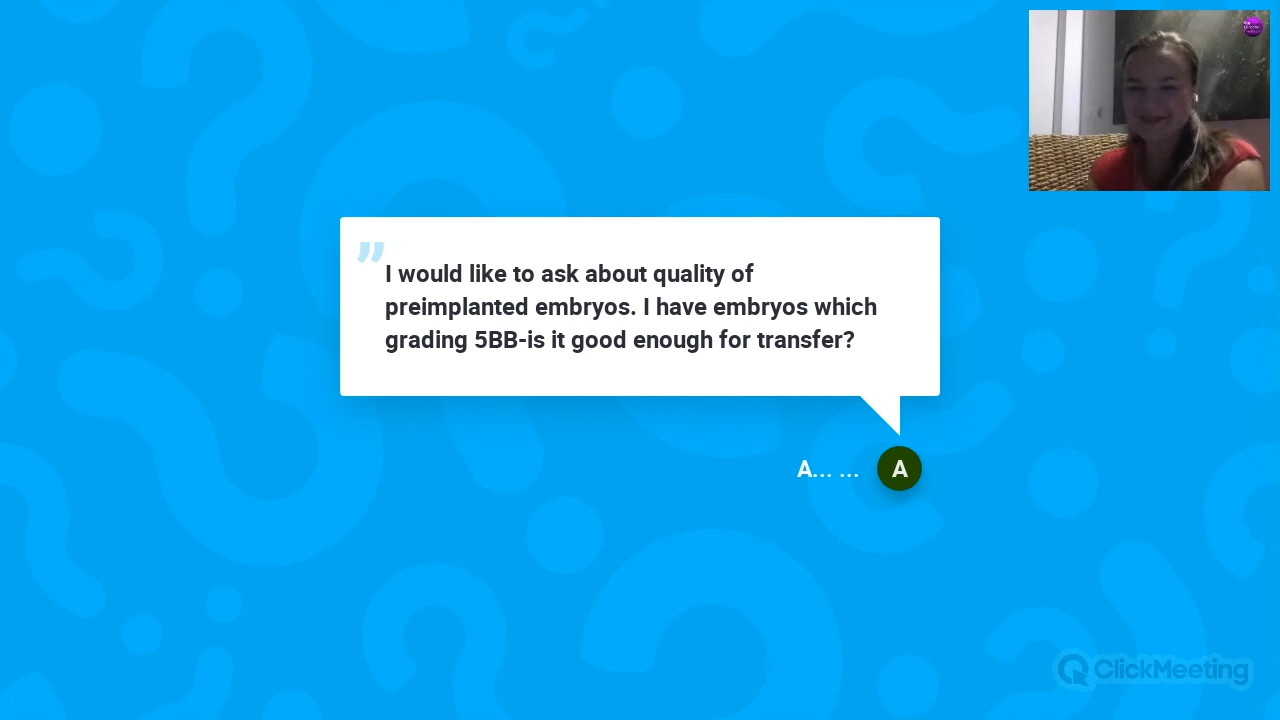 I would like to ask about quality of
preimplanted embryos. I have embryos which
grading 5BB-is it good enough for transfer?
A... ...
A
ClickMeeting